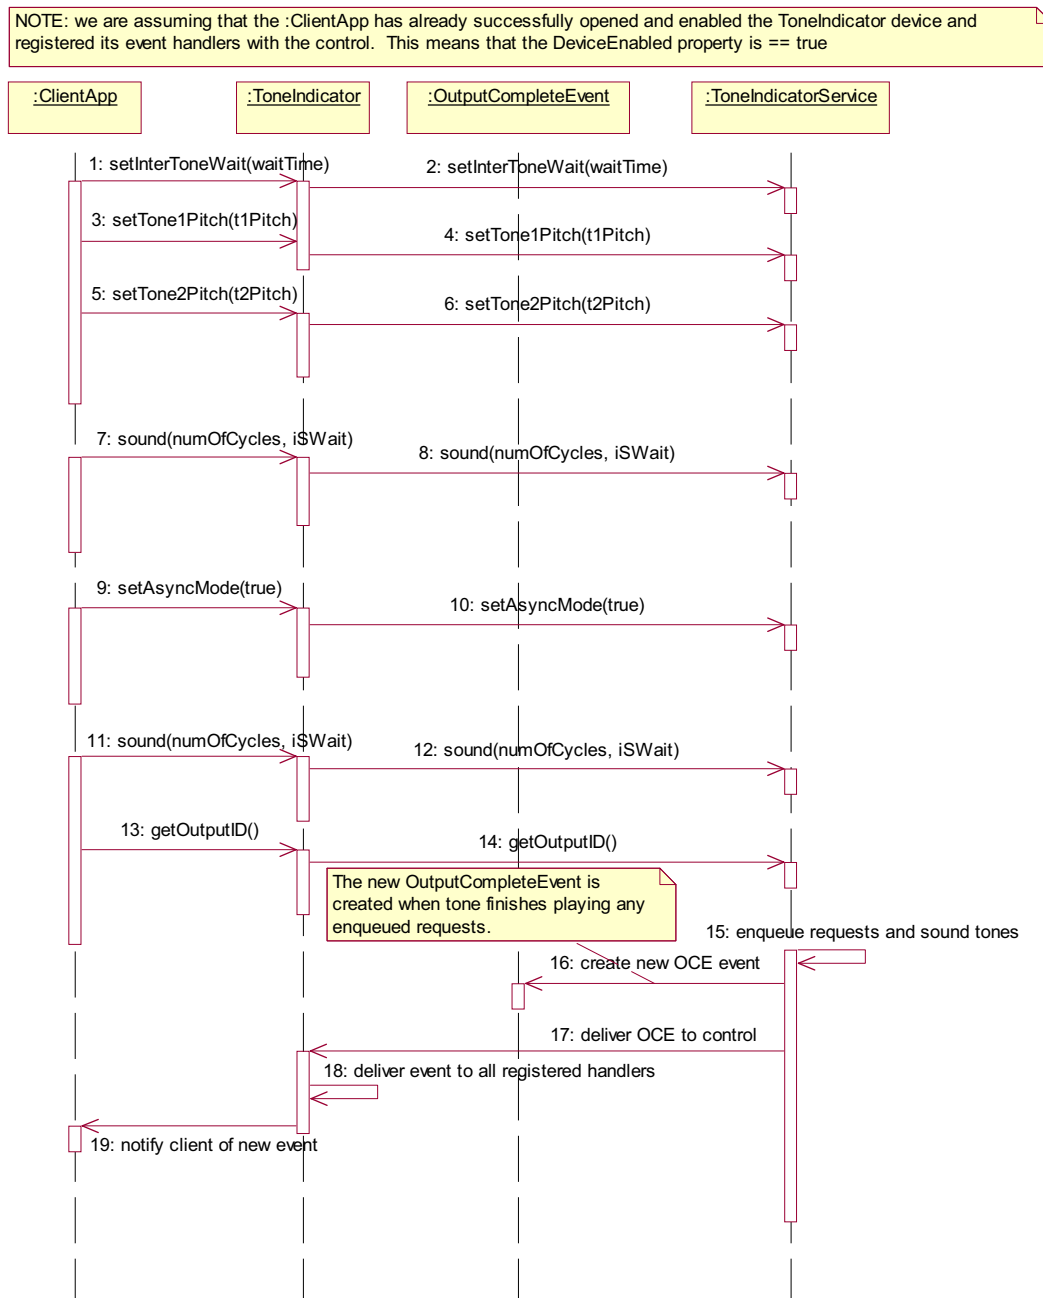 NOTE: we are assuming that the :ClientApp has already successfully opened and enabled the ToneIndicator device and
registered its event handlers with the control.  This means that the DeviceEnabled property is == true
:ClientApp
:ToneIndicator
:OutputCompleteEvent
:ToneIndicatorService
1: setInterToneWait(waitTime)
2: setInterToneWait(waitTime)
3: setTone1Pitch(t1Pitch)
4: setTone1Pitch(t1Pitch)
5: setTone2Pitch(t2Pitch)
6: setTone2Pitch(t2Pitch)
7: sound(numOfCycles, iSWait)
8: sound(numOfCycles, iSWait)
9: setAsyncMode(true)
10: setAsyncMode(true)
11: sound(numOfCycles, iSWait)
12: sound(numOfCycles, iSWait)
13: getOutputID()
14: getOutputID()
The new OutputCompleteEvent is
created when tone finishes playing any
enqueued requests.
15: enqueue requests and sound tones
16: create new OCE event
17: deliver OCE to control
18: deliver event to all registered handlers
19: notify client of new event